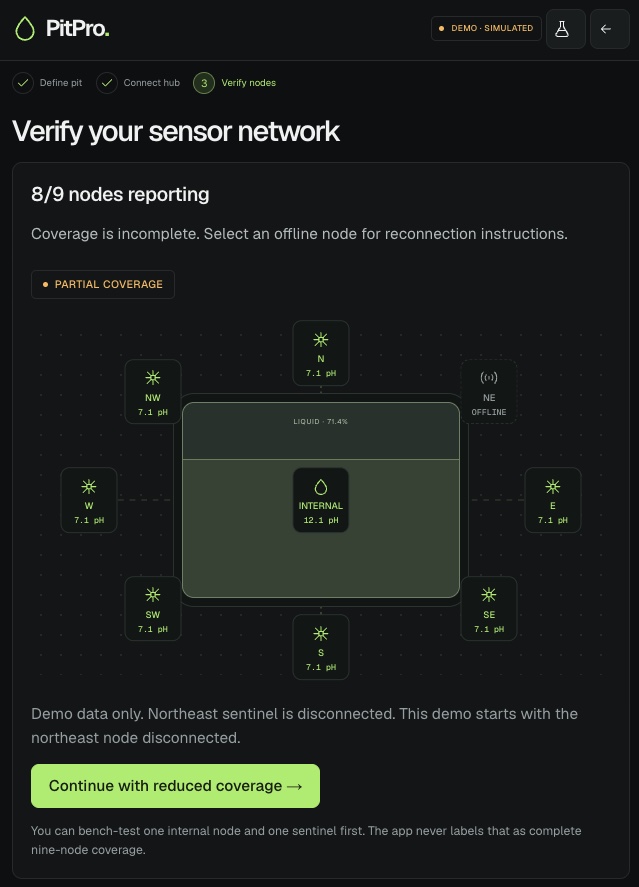 PitPro.
DEMO · SIMULATED
Define pit
Connect hub
3 Verify nodes
Verify your sensor network
8/9 nodes reporting
Coverage is incomplete. Select an offline node for reconnection instructions.
PARTIAL COVERAGE
N
7.1 pH
NW
7.1 pH
NE
OFFLINE
LIQUID · 71.4%
W
7.1 pH
INTERNAL
12.1 pH
E
7.1 pH
SW
7.1 pH
SE
7.1 pH
S
7.1 pH
Demo data only. Northeast sentinel is disconnected. This demo starts with the
northeast node disconnected.
Continue with reduced coverage →
You can bench-test one internal node and one sentinel first. The app never labels that as complete
nine-node coverage.